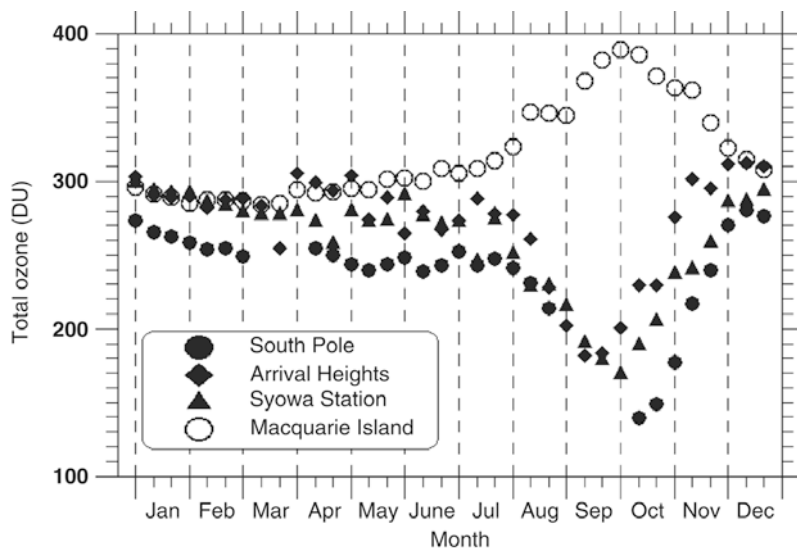 400
300
200
100
Total ozone (DU)
South Pole
Arrival Heights
Syowa Station
Macquarie Island
Jan Feb Mar Apr May June Jul Aug Sep Oct Nov Dec
Month